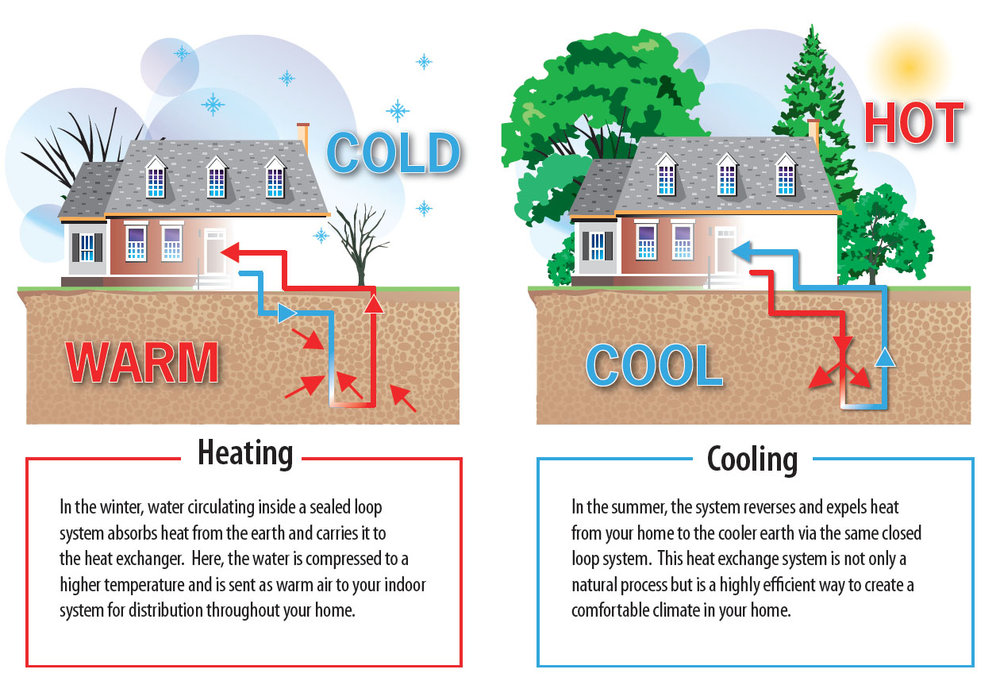 COLD
WARM
Heating
In the winter, water circulating inside a sealed loop
system absorbs heat from the earth and carries it to
the heat exchanger.  Here, the water is compressed to a
higher temperature and is sent as warm air to your indoor
system for distribution throughout your home.
HOT
COOL
Cooling
In the summer, the system reverses and expels heat
from your home to the cooler earth via the same closed
loop system.  This heat exchange system is not only a
natural process but is a highly efficient way to create a
comfortable climate in your home.